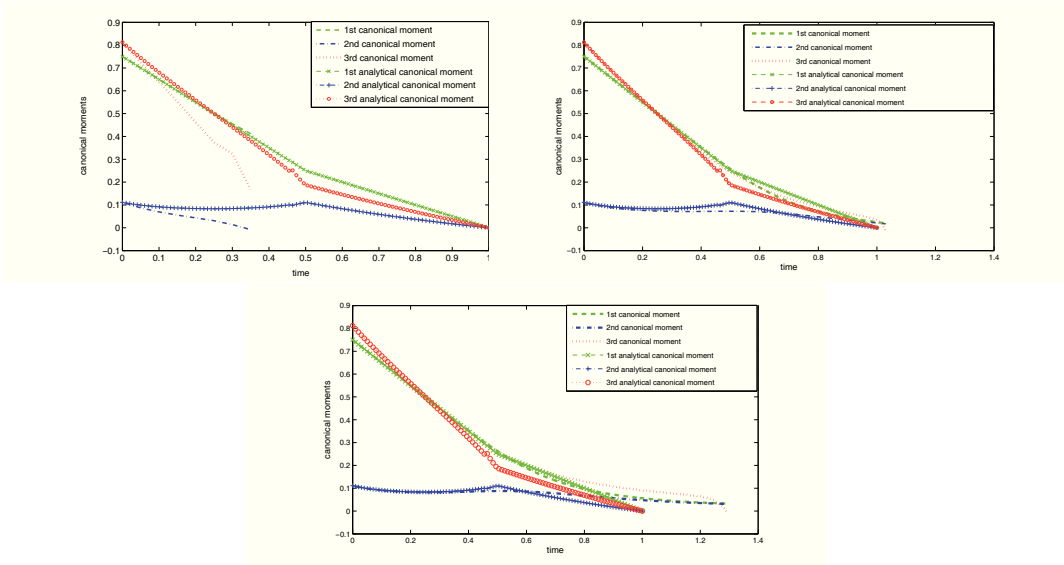 0.9
0.8
0.7
0.6
0.5
0.4
0.3
0.2
0.1
0
−0.1
canonical moments
0 0.1 0.2 0.3 0.4 0.5 0.6 0.7 0.8 0.9 1
time
1st canonical moment
2nd canonical moment
3rd canonical moment
1st analytical canonical moment
2nd analytical canonical moment
3rd analytical canonical moment
0.9
0.8
0.7
0.6
0.5
0.4
0.3
0.2
0.1
0
−0.1
canonical moments
0 0.2 0.4 0.6 0.8 1 1.2 1.4
time
1st canonical moment
2nd canonical moment
3rd canonical moment
1st analytical canonical moment
2nd analytical canonical moment
3rd analytical canonical moment
0.9
0.8
0.7
0.6
0.5
0.4
0.3
0.2
0.1
0
−0.1
canonical moments
0 0.2 0.4 0.6 0.8 1 1.2 1.4
time
1st canonical moment
2nd canonical moment
3rd canonical moment
1st analytical canonical moment
2nd analytical canonical moment
3rd analytical canonical moment